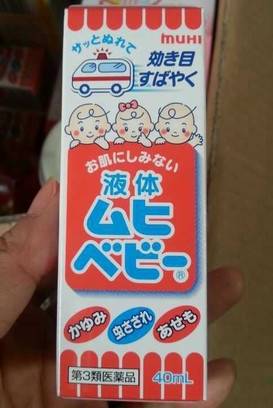 muhi
サッとぬれて
効き目
すばやく
お肌にしみない
液体
ムヒ
ベビー®
かゆみ 虫さされ あせも
第3類医薬品 40mL